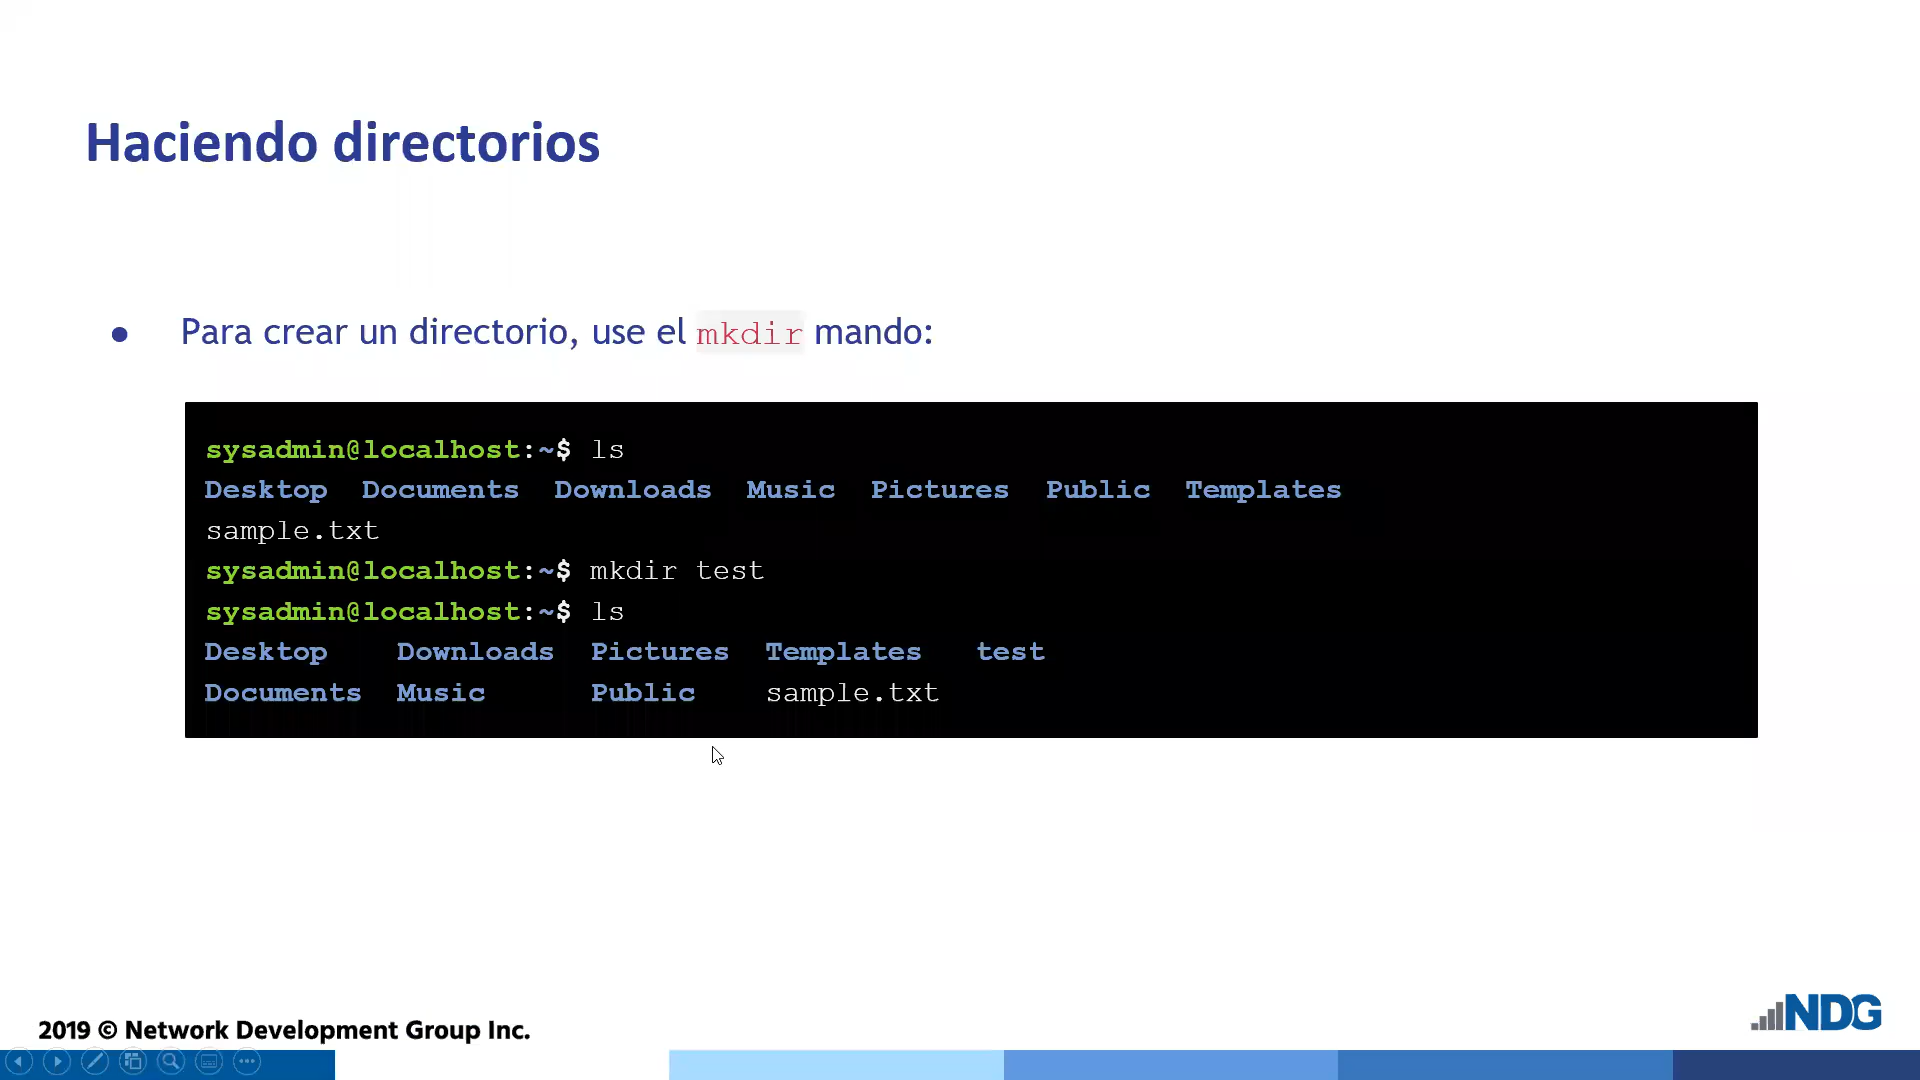 Haciendo directorios
● Para crear un directorio, use el mkdir mando:
sysadmin@localhost:~$ ls
Desktop Documents Downloads Music Pictures Public Templates
sample.txt
sysadmin@localhost:~$ mkdir test
sysadmin@localhost:~$ ls
Desktop Downloads Pictures Templates test
Documents Music Public sample.txt
2019 © Network Development Group Inc.
NDG